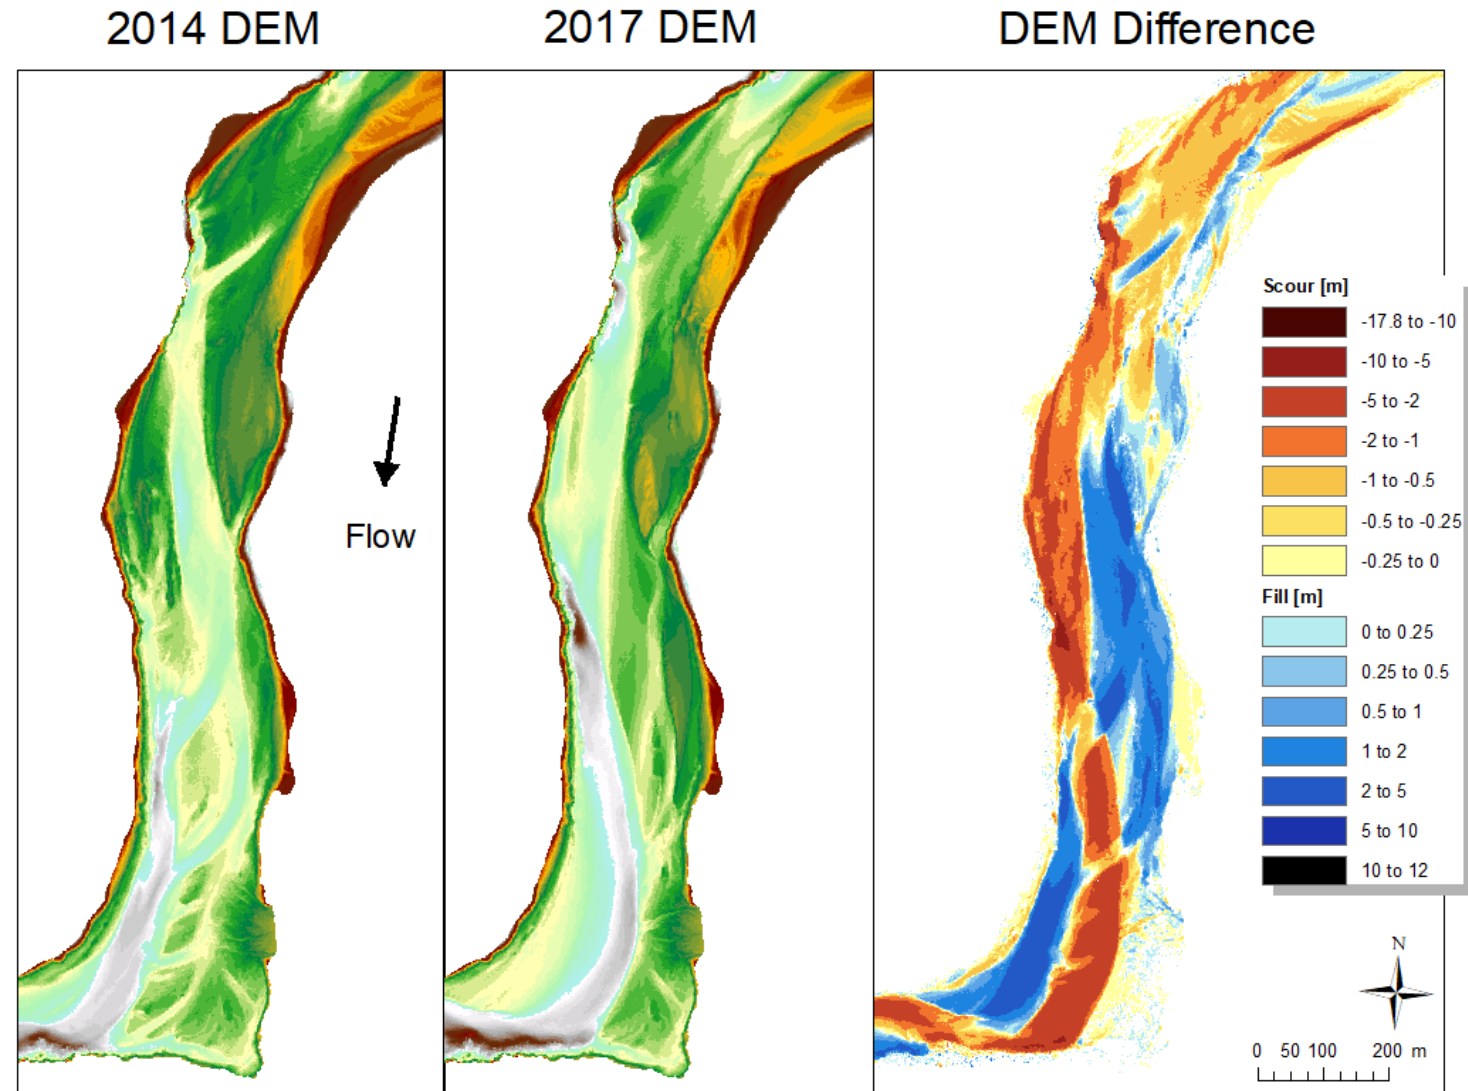 2014 DEM
2017 DEM
DEM Difference
Flow
Scour [m]
-17.8 to -10
-10 to -5
-5 to -2
-2 to -1
-1 to -0.5
-0.5 to -0.25
-0.25 to 0
Fill [m]
0 to 0.25
0.25 to 0.5
0.5 to 1
1 to 2
2 to 5
5 to 10
10 to 12
N
0 50 100 200 m